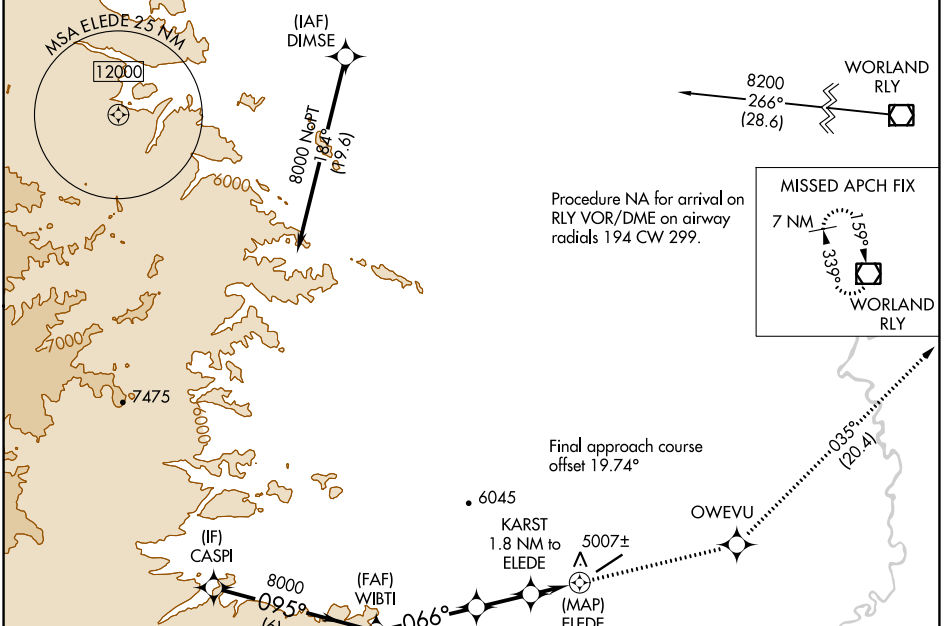 MSA ELEDE 25 NM
12000
(IAF)
DIMSE
8000 NoPT
184°
(19.6)
8200
266°
(28.6)
WORLAND
RLY
Procedure NA for arrival on
RLY VOR/DME on airway
radials 194 CW 299.
MISSED APCH FIX
7 NM
159°
339°
WORLAND
RLY
6000
7000
7475
6000
Final approach course
offset 19.74°
035°
(20.4)
6045
OWEVU
KARST
1.8 NM to
ELEDE
5007±
(IF)
CASPI
8000
095°
(6)
(FAF)
WIBTI
066°
(MAP)
ELEDE